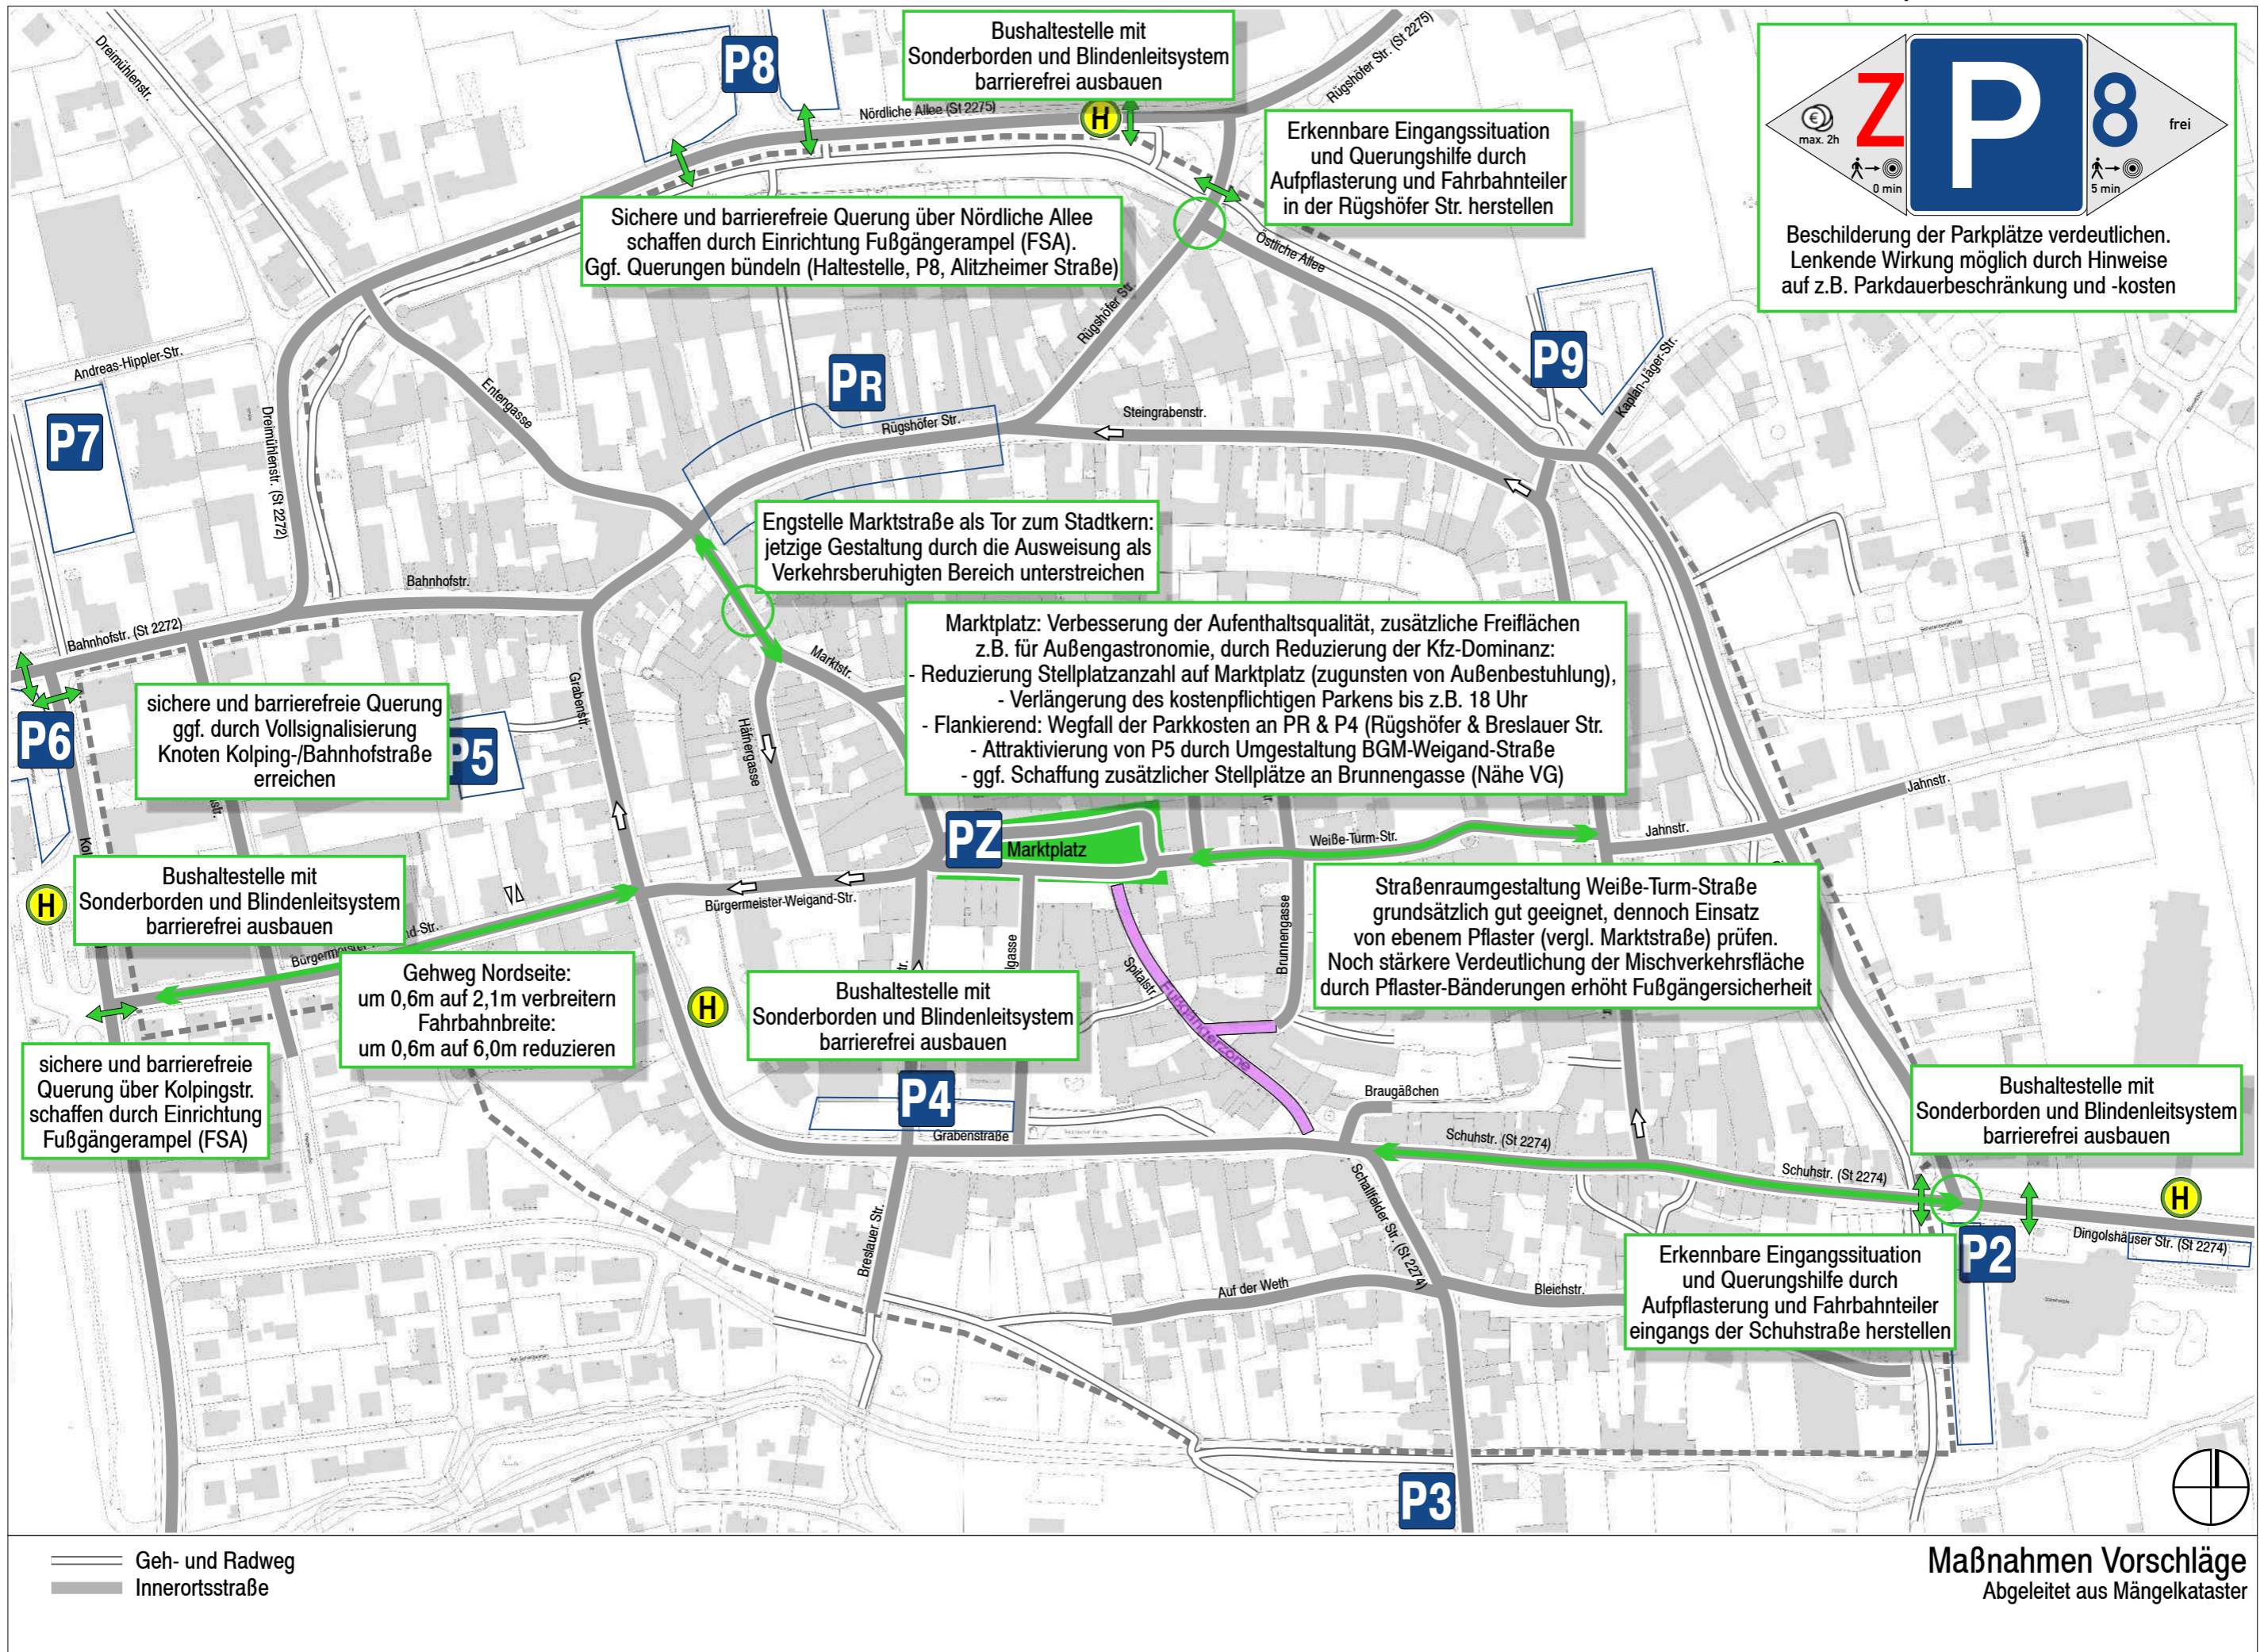 Dreimühlenstr.
P8
Bushaltestelle mit
Sonderborden und Blindenleitsystem
barrierefrei ausbauen
Rügshöfer Str. (St 2275)
Nördliche Allee (St 2275)
H
Z
P
8
frei
€
max. 2h
0 min
5 min
Beschilderung der Parkplätze verdeutlichen.
Lenkende Wirkung möglich durch Hinweise
auf z.B. Parkdauerbeschränkung und -kosten
Erkennbare Eingangssituation
und Querungshilfe durch
Aufpflasterung und Fahrbahnteiler
in der Rügshöfer Str. herstellen
Sichere und barrierefreie Querung über Nördliche Allee
schaffen durch Einrichtung Fußgängerampel (FSA).
Ggf. Querungen bündeln (Haltestelle, P8, Alitzheimer Straße)
Östliche Allee
Rügshöfer Str.
Andreas-Hippler-Str.
P7
Dreimühlenstr. (St 2272)
Entengasse
PR
Rügshöfer Str.
Steingrabenstr.
P9
Kaplan-Jäger-Str.
Engstelle Marktstraße als Tor zum Stadtkern:
jetzige Gestaltung durch die Ausweisung als
Verkehrsberuhigten Bereich unterstreichen
Bahnhofstr.
Bahnhofstr. (St 2272)
Marktstr.
Grabenstr.
Häfnergasse
Marktplatz: Verbesserung der Aufenthaltsqualität, zusätzliche Freiflächen
z.B. für Außengastronomie, durch Reduzierung der Kfz-Dominanz:
- Reduzierung Stellplatzanzahl auf Marktplatz (zugunsten von Außenbestuhlung),
- Verlängerung des kostenpflichtigen Parkens bis z.B. 18 Uhr
- Flankierend: Wegfall der Parkkosten an PR & P4 (Rügshöfer & Breslauer Str.
- Attraktivierung von P5 durch Umgestaltung BGM-Weigand-Straße
- ggf. Schaffung zusätzlicher Stellplätze an Brunnengasse (Nähe VG)
sichere und barrierefreie Querung
ggf. durch Vollsignalisierung
Knoten Kolping-/Bahnhofstraße
erreichen
P6
P5
str.
Kol
PZ
Marktplatz
Weiße-Turm-Str.
Jahnstr.
Jahnstr.
Bushaltestelle mit
Sonderborden und Blindenleitsystem
barrierefrei ausbauen
H
Bürgermeister-Weigand-Str.
Bürgermeister
nd-Str.
Gehweg Nordseite:
um 0,6m auf 2,1m verbreitern
Fahrbahnbreite:
um 0,6m auf 6,0m reduzieren
Straßenraumgestaltung Weiße-Turm-Straße
grundsätzlich gut geeignet, dennoch Einsatz
von ebenem Pflaster (vergl. Marktstraße) prüfen.
Noch stärkere Verdeutlichung der Mischverkehrsfläche
durch Pflaster-Bänderungen erhöht Fußgängersicherheit
Brunnengasse
Spitalstr.
Fußgängerzone
tr.
lgasse
H
Bushaltestelle mit
Sonderborden und Blindenleitsystem
barrierefrei ausbauen
sichere und barrierefreie
Querung über Kolpingstr.
schaffen durch Einrichtung
Fußgängerampel (FSA)
P4
Grabenstraße
Braugäßchen
Schuhstr. (St 2274)
Schuhstr. (St 2274)
Bushaltestelle mit
Sonderborden und Blindenleitsystem
barrierefrei ausbauen
H
Dingolshäuser Str. (St 2274)
P2
Schallfelder Str. (St 2274)
Breslauer Str.
Auf der Weth
Bleichstr.
Erkennbare Eingangssituation
und Querungshilfe durch
Aufpflasterung und Fahrbahnteiler
eingangs der Schuhstraße herstellen
P3
Geh- und Radweg
Innerortsstraße
Maßnahmen Vorschläge
Abgeleitet aus Mängelkataster